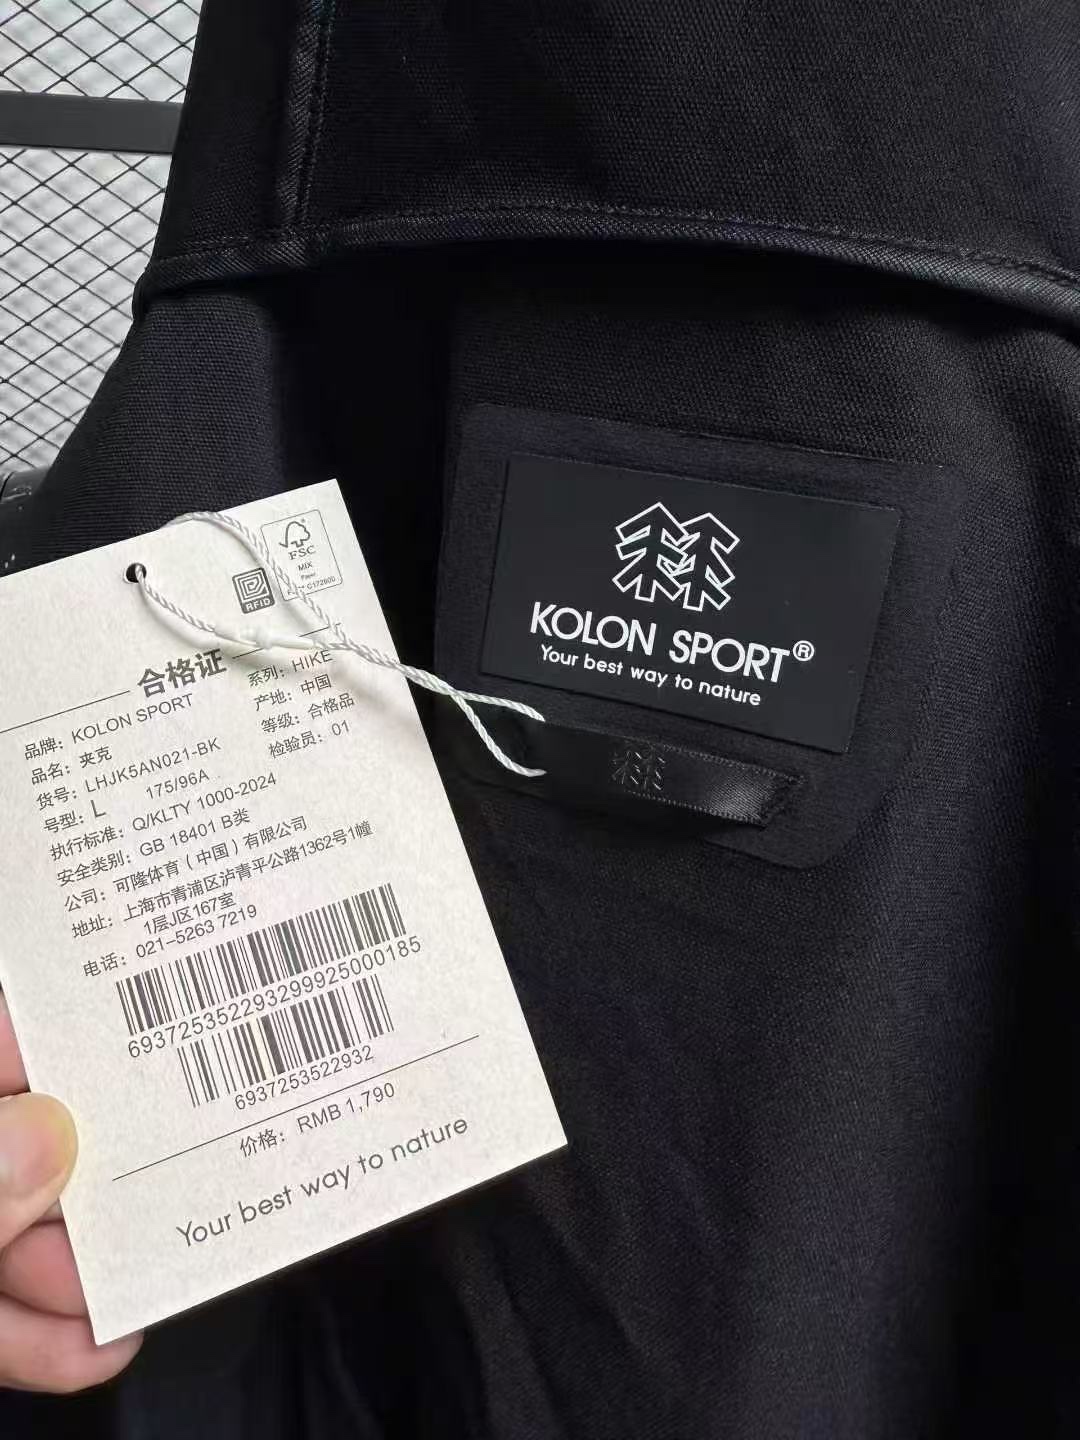 FSC
MIX
Paper
RFID
合格证
品牌：KOLON SPORT
系列：HIKE
品名：夹克
产地：中国
货号：LHJK5AN021-BK
等级：合格品
号型：L 175/96A
检验员：01
执行标准：Q/KLTY 1000-2024
安全类别：GB 18401 B类
公司：可隆体育（中国）有限公司
地址：上海市青浦区沪青平公路1362号1幢
1层J区167室
电话：021-5263 7219
69372535229329992500018​5
6937253522932
价格：RMB 1,790
Your best way to nature
KOLON SPORT®
Your best way to nature